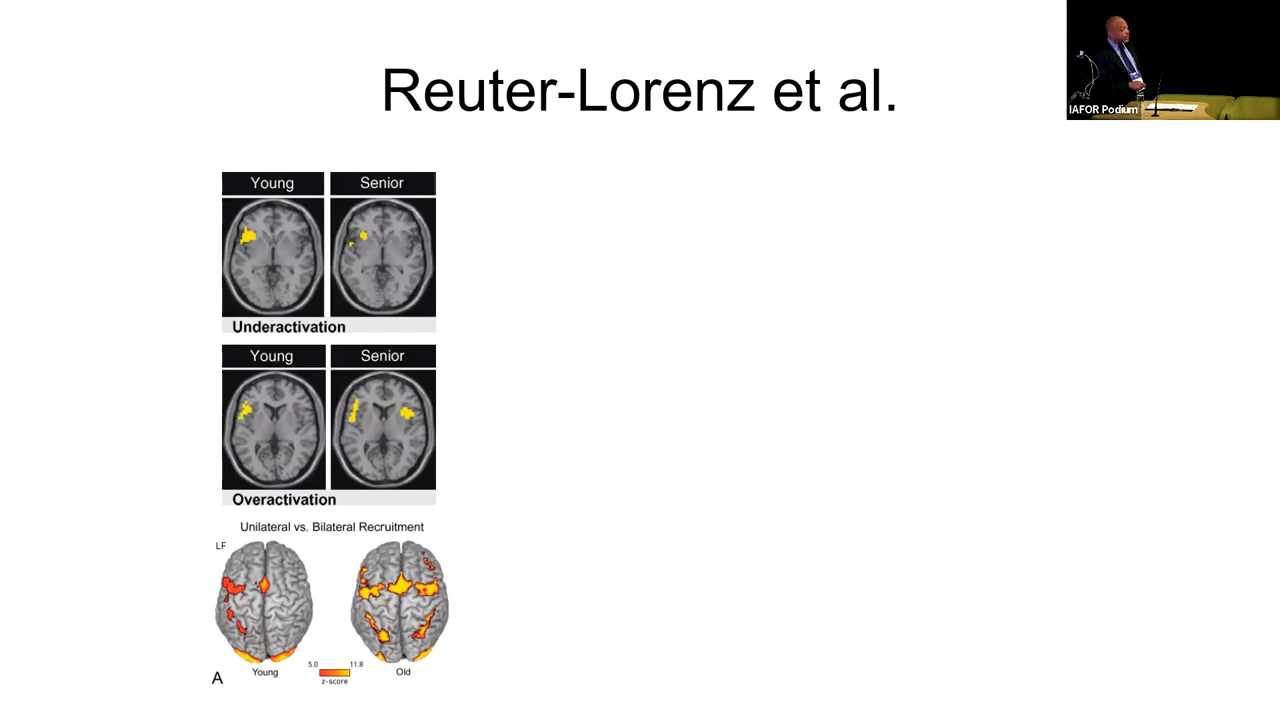 Reuter-Lorenz et al.
IAFOR Podium
Young Senior
Underactivation
Young Senior
Overactivation
Unilateral vs. Bilateral Recruitment
LF
5.0 11.8
z-score
Young Old
A